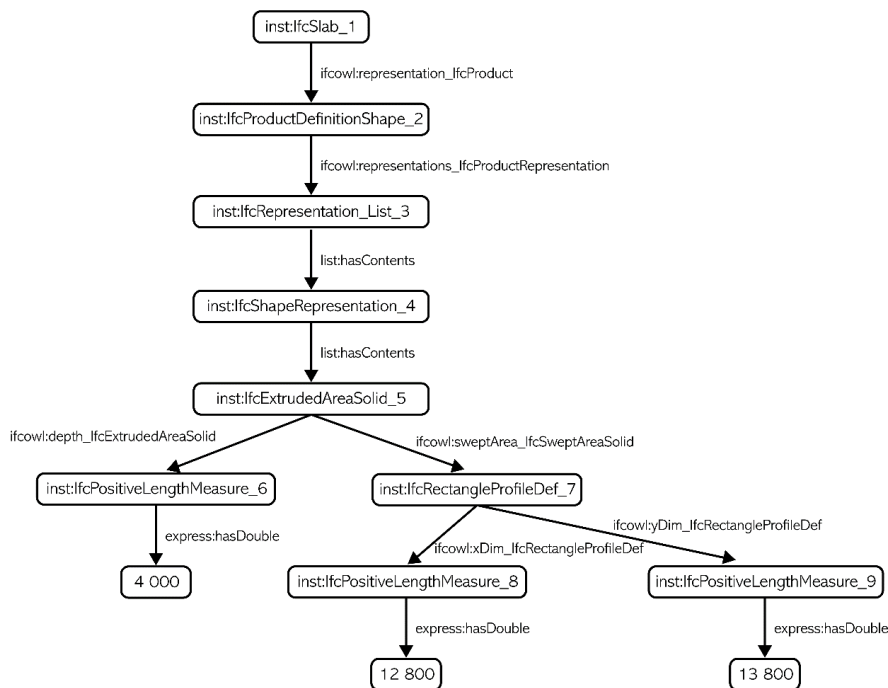 inst:IfcSlab_1
ifcowl:representation_IfcProduct
inst:IfcProductDefinitionShape_2
ifcowl:representations_IfcProductRepresentation
inst:IfcRepresentation_List_3
list:hasContents
inst:IfcShapeRepresentation_4
list:hasContents
inst:IfcExtrudedAreaSolid_5
ifcowl:depth_IfcExtrudedAreaSolid
ifcowl:sweptArea_IfcSweptAreaSolid
inst:IfcPositiveLengthMeasure_6
inst:IfcRectangleProfileDef_7
express:hasDouble
ifcowl:yDim_IfcRectangleProfileDef
ifcowl:xDim_IfcRectangleProfileDef
4 000
inst:IfcPositiveLengthMeasure_8
inst:IfcPositiveLengthMeasure_9
express:hasDouble
express:hasDouble
12 800
13 800